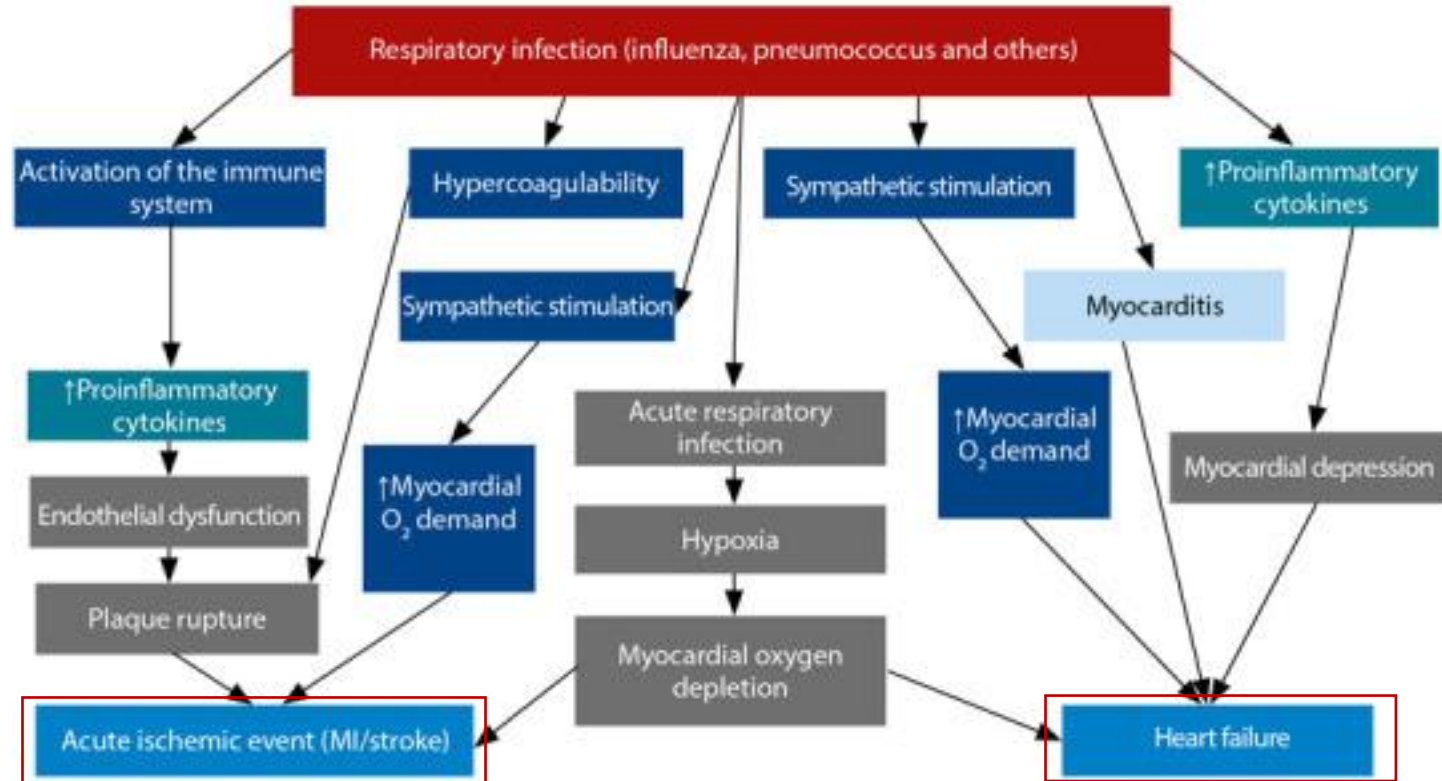 Respiratory infection (influenza, pneumococcus and others)
Activation of the immune
system
Hypercoagulability
Sympathetic stimulation
↑Proinflammatory
cytokines
Sympathetic stimulation
Myocarditis
↑Proinflammatory
cytokines
Acute respiratory
infection
↑Myocardial
O₂ demand
Myocardial depression
↑Myocardial
O₂ demand
Endothelial dysfunction
Hypoxia
Plaque rupture
Myocardial oxygen
depletion
Acute ischemic event (MI/stroke)
Heart failure